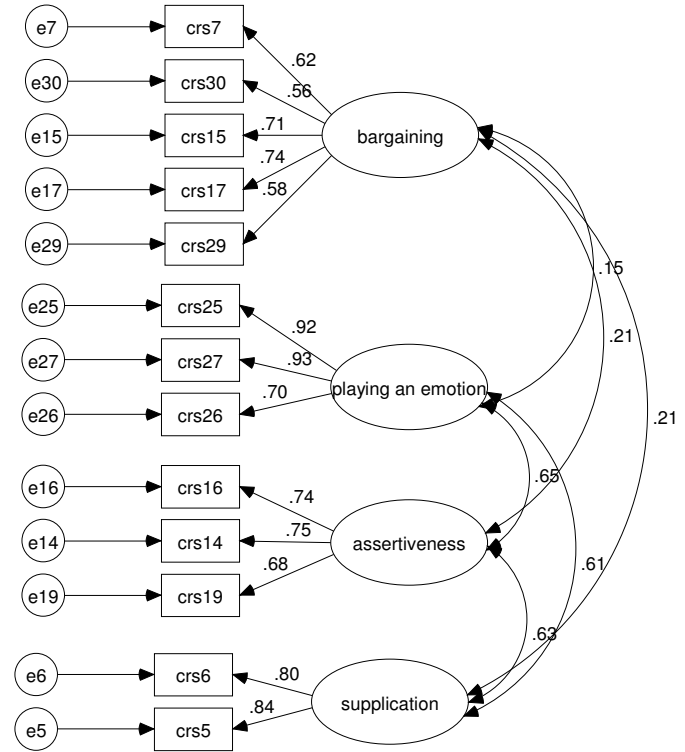 e7
crs7
.62
e30
crs30
.56
e15
crs15
.71
bargaining
.74
e17
crs17
.58
e29
crs29
.15
e25
crs25
.92
.21
e27
crs27
.93
playing an emotion
e26
crs26
.70
.21
e16
crs16
.74
.65
e14
crs14
.75
assertiveness
e19
crs19
.68
.61
.63
e6
crs6
.80
supplication
e5
crs5
.84